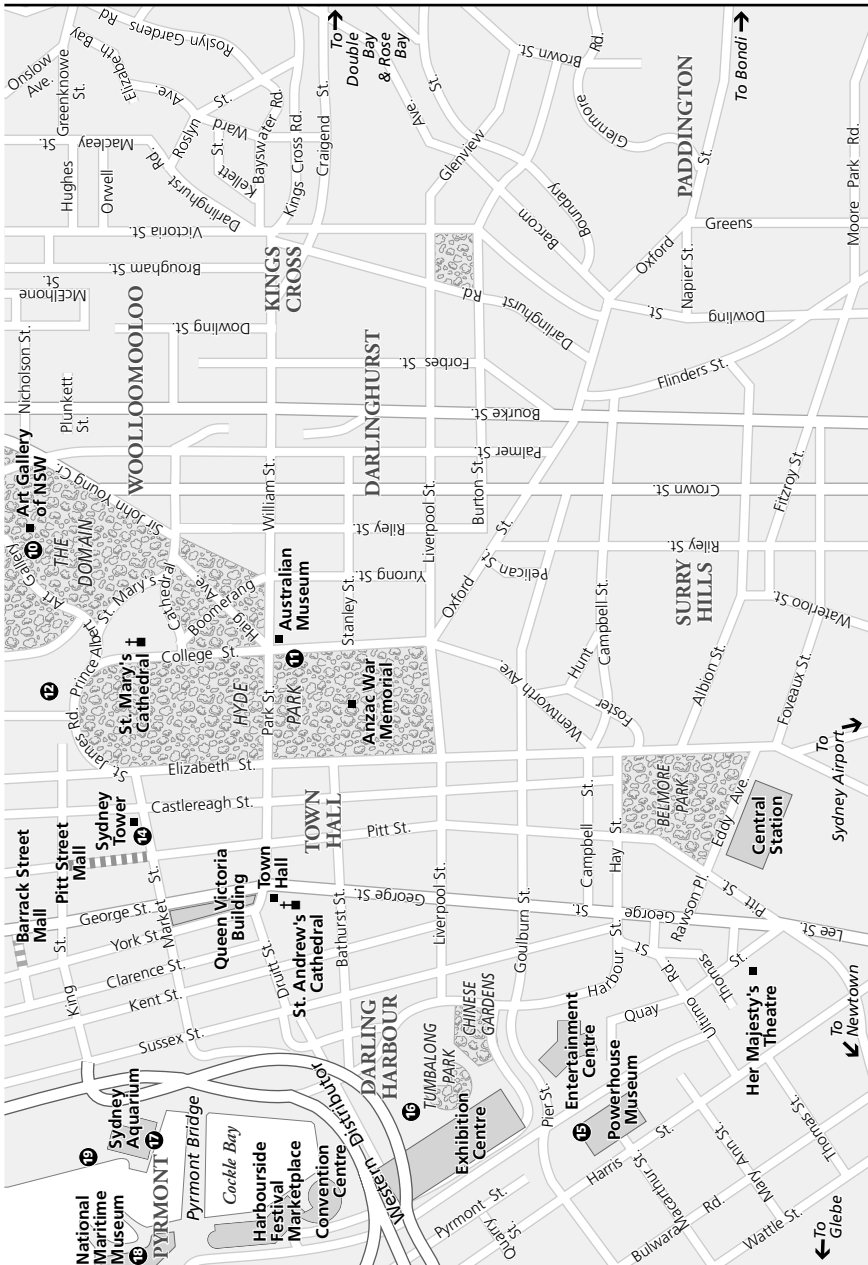 Onslow
Ave.
Greenknowe
St.
Elizabeth Bay Rd
Roslyn Gardens
Ave.
To
Double
Bay
& Rose
Bay
Ave.
St.
Brown St.
Rd.
Glenmore
PADDINGTON
To Bondi
Macleay St.
Hughes
Orwell
Rd.
Roslyn St.
Ward
Kellett St.
Bayswater Rd.
Kings Cross Rd.
Craigend St.
Glenview
Darlinghurst
Victoria St.
Brougham St.
McElhone St.
Barcom
Boundary
Oxford St.
Greens
Moore Park Rd.
Napier St.
KINGS
CROSS
WOOLLOOMOOLOO
Dowling St.
Darlinghurst Rd.
Dowling St.
Nicholson St.
Plunkett
St.
Forbes St.
Flinders St.
DARLINGHURST
Bourke St.
Palmer St.
Art Gallery
of NSW
10
THE
DOMAIN
Sir John Young Cr.
William St.
Liverpool St.
Burton St.
Crown St.
Fitzroy St.
Riley St.
Riley St.
Yurong St.
Oxford St.
Pelican St.
SURRY
HILLS
Art Gallery
St. Mary's
Cathedral
Boomerang
Haig Ave
Australian
Museum
11
Stanley St.
Hunt
Campbell St.
Waterloo St.
Albion St.
Foveaux St.
12
Prince Albert
St. James Rd.
St. Mary's
Cathedral
College St.
HYDE
PARK
Park St.
Anzac War
Memorial
Wentworth Ave.
Foster
To
Sydney Airport
Elizabeth St.
Castlereagh St.
TOWN
HALL
Pitt St.
BELMORE
PARK
Eddy Ave.
Central
Station
Barrack Street
Mall
Pitt Street
Mall
Sydney
Tower
14
Campbell St.
Hay St.
Queen Victoria
Building
Town
Hall
George St.
Rawson Pl.
Pitt St.
George St.
York St.
Market St.
St. Andrew's
Cathedral
Bathurst St.
Liverpool St.
Goulburn St.
George St
Lee St.
King St.
Clarence St.
Kent St.
Druitt St.
Harbour St.
Thomas St.
Her Majesty's
Theatre
Sussex St.
DARLING
HARBOUR
CHINESE
GARDENS
TUMBALONG
PARK
Quay St
Ultimo Rd.
To
Newtown
Western Distributor
16
Pier St.
Entertainment
Centre
Powerhouse
Museum
15
Exhibition
Centre
19
Sydney
Aquarium
17
Pyrmont Bridge
Cockle Bay
Harbourside
Festival
Marketplace
Convention
Centre
National
Maritime
Museum
18
PYRMONT
Harris St.
Macarthur St.
Mary Ann St.
Thomas St.
Pyrmont St.
Quarry
St.
Bulwara Rd.
Wattle St.
To
Glebe